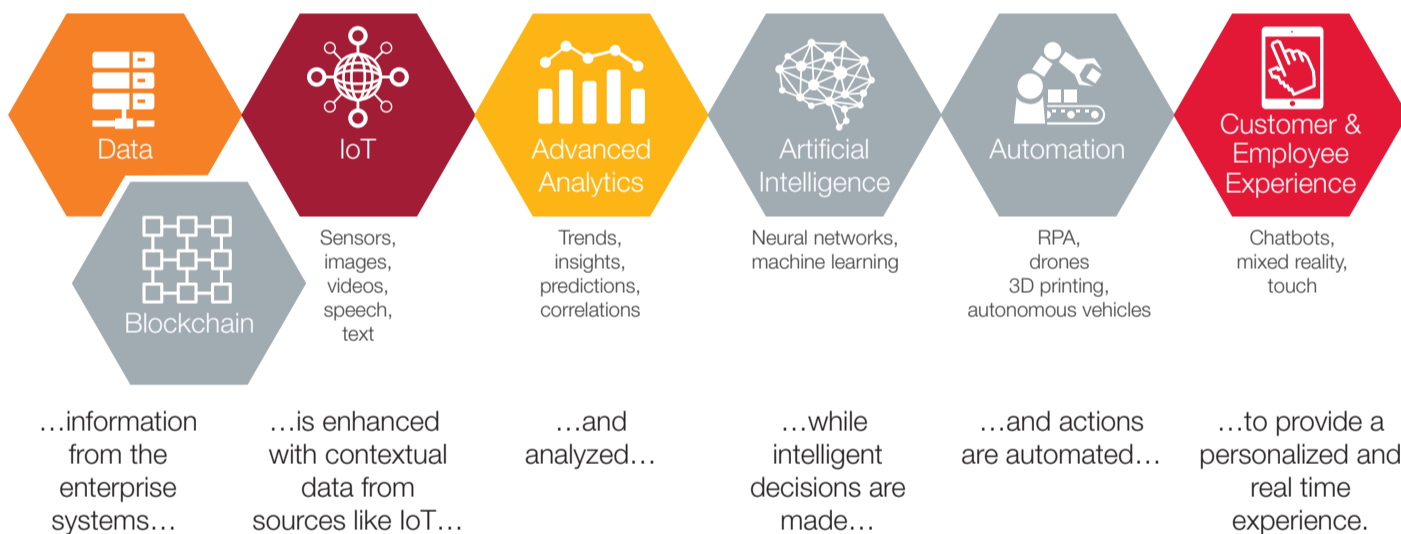 Data
IoT
Advanced
Analytics
Artificial
Intelligence
Automation
Customer &
Employee
Experience
Blockchain
Sensors,
images,
videos,
speech,
text
Trends,
insights,
predictions,
correlations
Neural networks,
machine learning
RPA,
drones
3D printing,
autonomous vehicles
Chatbots,
mixed reality,
touch
…information
from the
enterprise
systems…
…is enhanced
with contextual
data from
sources like IoT…
…and
analyzed…
…while
intelligent
decisions are
made…
…and actions
are automated…
…to provide a
personalized and
real time
experience.